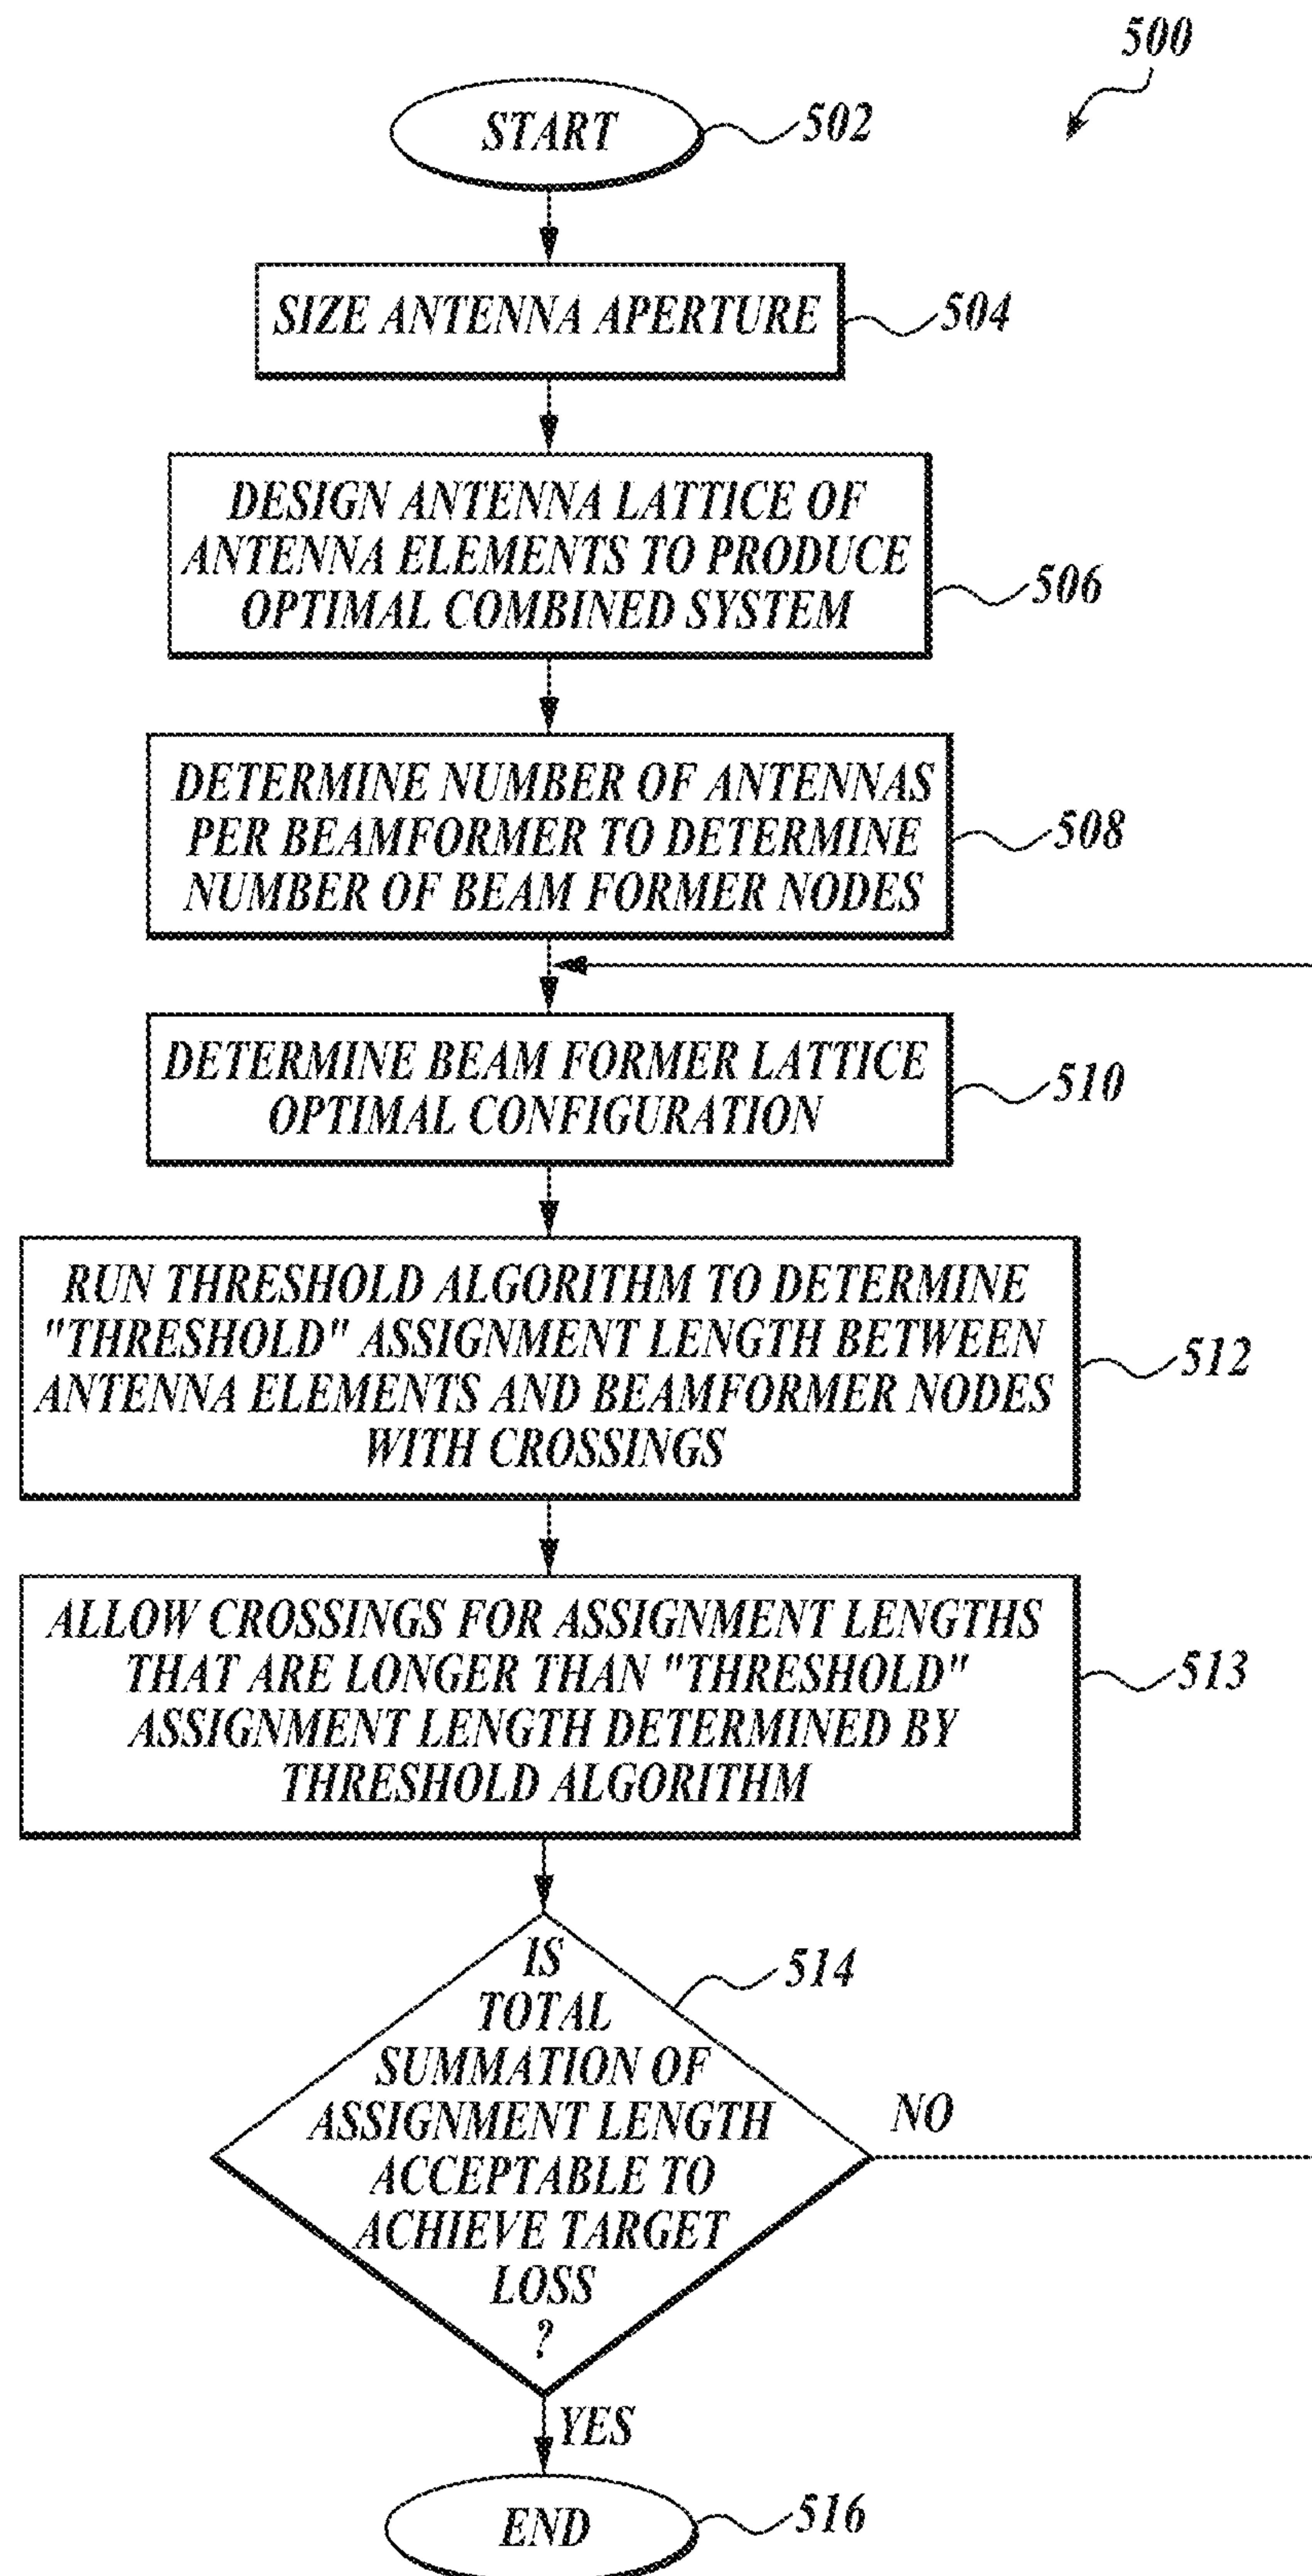 500
START
502
SIZE ANTENNA APERTURE
504
DESIGN ANTENNA LATTICE OF
ANTENNA ELEMENTS TO PRODUCE
OPTIMAL COMBINED SYSTEM
506
DETERMINE NUMBER OF ANTENNAS
PER BEAMFORMER TO DETERMINE
NUMBER OF BEAM FORMER NODES
508
DETERMINE BEAM FORMER LATTICE
OPTIMAL CONFIGURATION
510
RUN THRESHOLD ALGORITHM TO DETERMINE
"THRESHOLD" ASSIGNMENT LENGTH BETWEEN
ANTENNA ELEMENTS AND BEAMFORMER NODES
WITH CROSSINGS
512
ALLOW CROSSINGS FOR ASSIGNMENT LENGTHS
THAT ARE LONGER THAN "THRESHOLD"
ASSIGNMENT LENGTH DETERMINED BY
THRESHOLD ALGORITHM
513
IS
TOTAL
SUMMATION OF
ASSIGNMENT LENGTH
ACCEPTABLE TO
ACHIEVE TARGET
LOSS
?
514
NO
YES
END
516